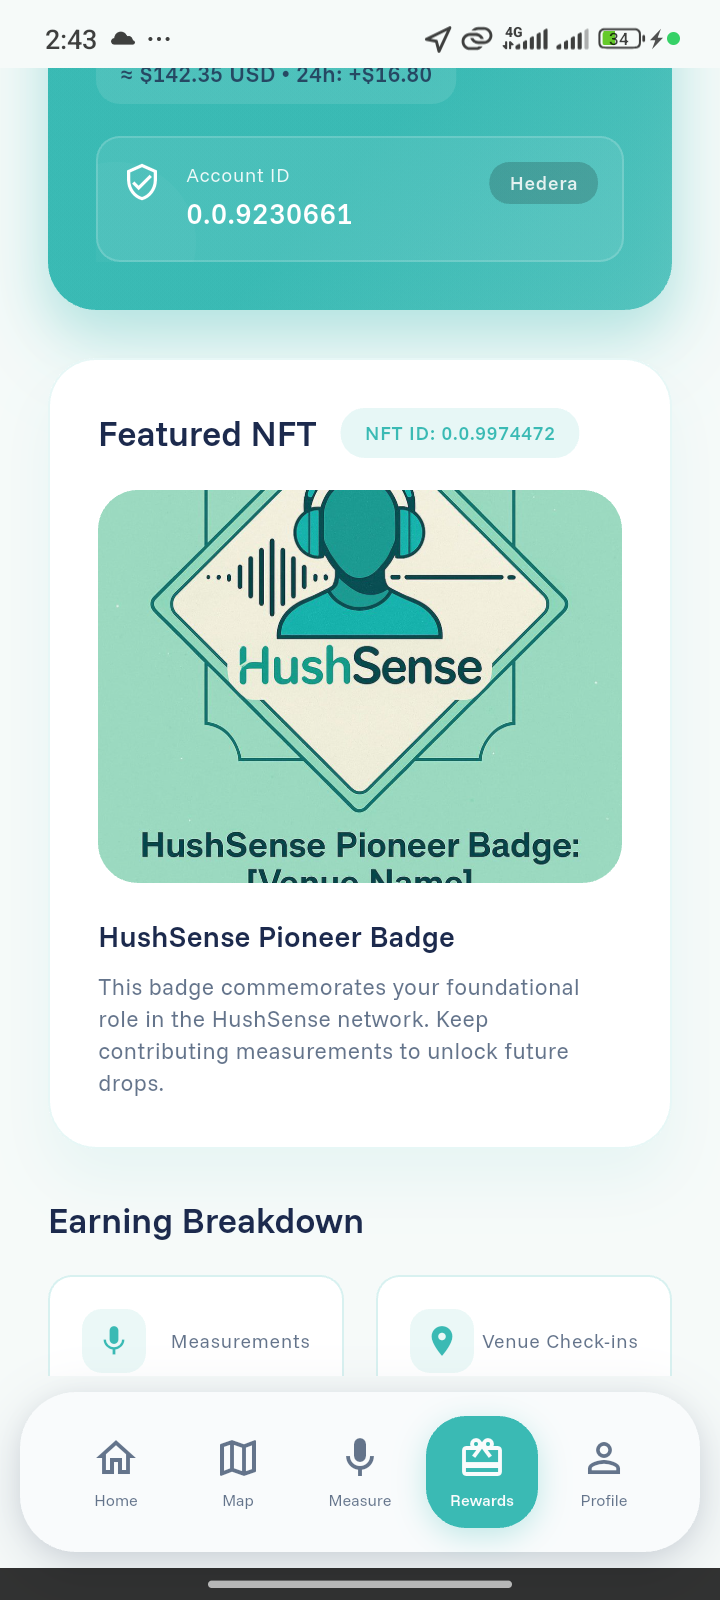 2:43
4G
34
≈ $142.35 USD • 24h: +$16.80
Account ID
Hedera
0.0.9230661
Featured NFT
NFT ID: 0.0.9974472
HushSense
HushSense Pioneer Badge:
[Venue Name]
HushSense Pioneer Badge
This badge commemorates your foundational
role in the HushSense network. Keep
contributing measurements to unlock future
drops.
Earning Breakdown
Measurements
Venue Check-ins
Home
Map
Measure
Rewards
Profile